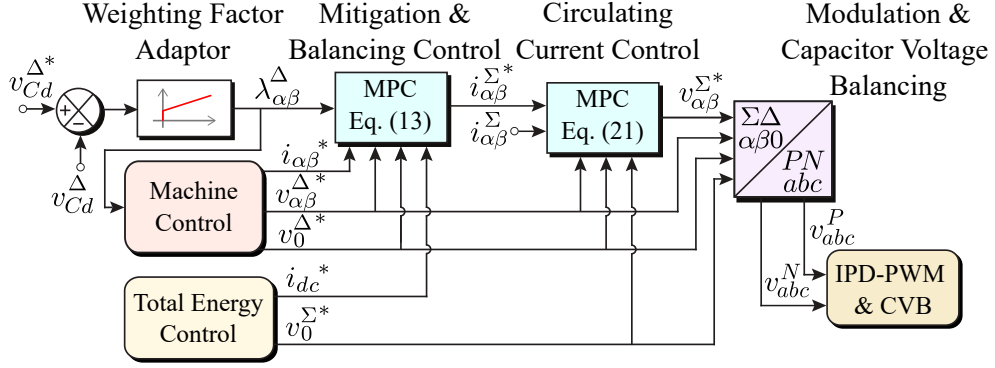 Weighting Factor
Adaptor
Mitigation &
Balancing Control
Circulating
Current Control
Modulation &
Capacitor Voltage
Balancing
v_{Cd}^{Δ*}
+
−
v_{Cd}^{Δ}
λ_{αβ}^{Δ}
MPC
Eq. (13)
i_{αβ}^{Σ*}
i_{αβ}^{Σ}
MPC
Eq. (21)
v_{αβ}^{Σ*}
ΣΔ
αβ0
PN
abc
Machine
Control
i_{αβ}^{*}
v_{αβ}^{Δ*}
v_{0}^{Δ*}
Total Energy
Control
i_{dc}^{*}
v_{0}^{Σ*}
v_{abc}^{P}
v_{abc}^{N}
IPD-PWM
& CVB